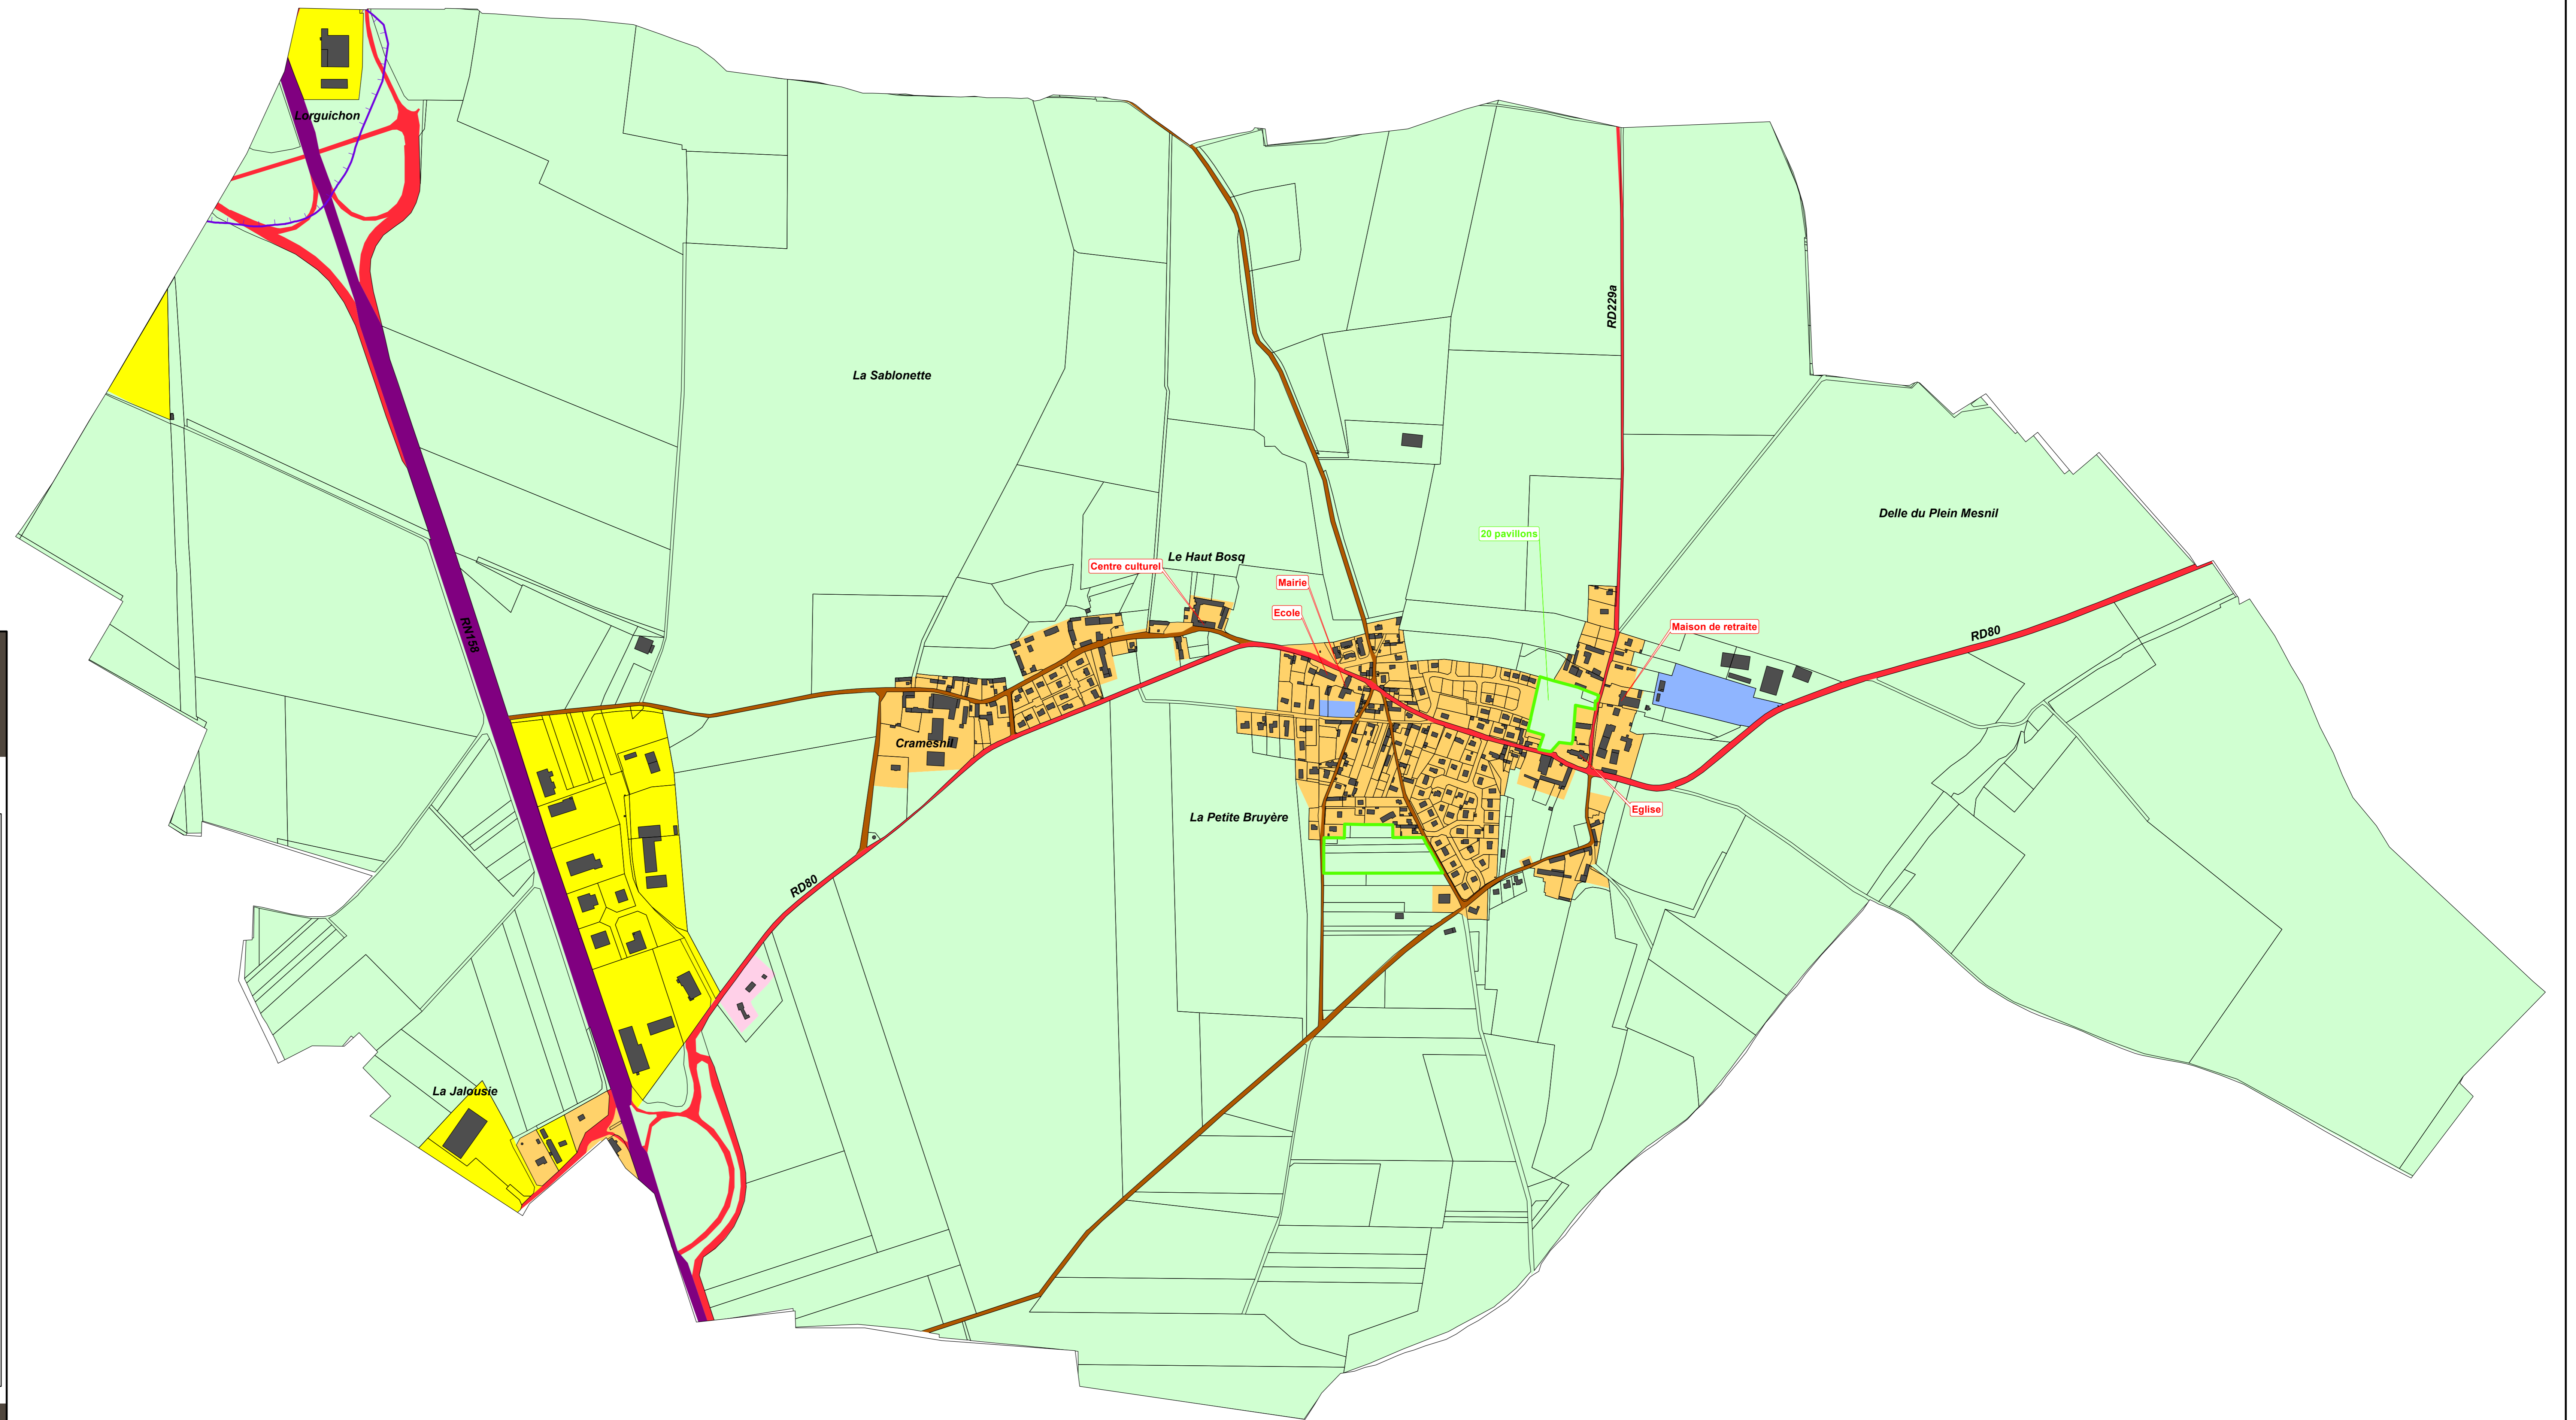 Lorguichon
RD229a
La Sablonette
Delle du Plein Mesnil
20 pavillons
Le Haut Bosq
Centre culturel
Mairie
Ecole
Maison de retraite
RD80
RN158
Cramesnil
Eglise
La Petite Bruyère
RD80
La Jalousie